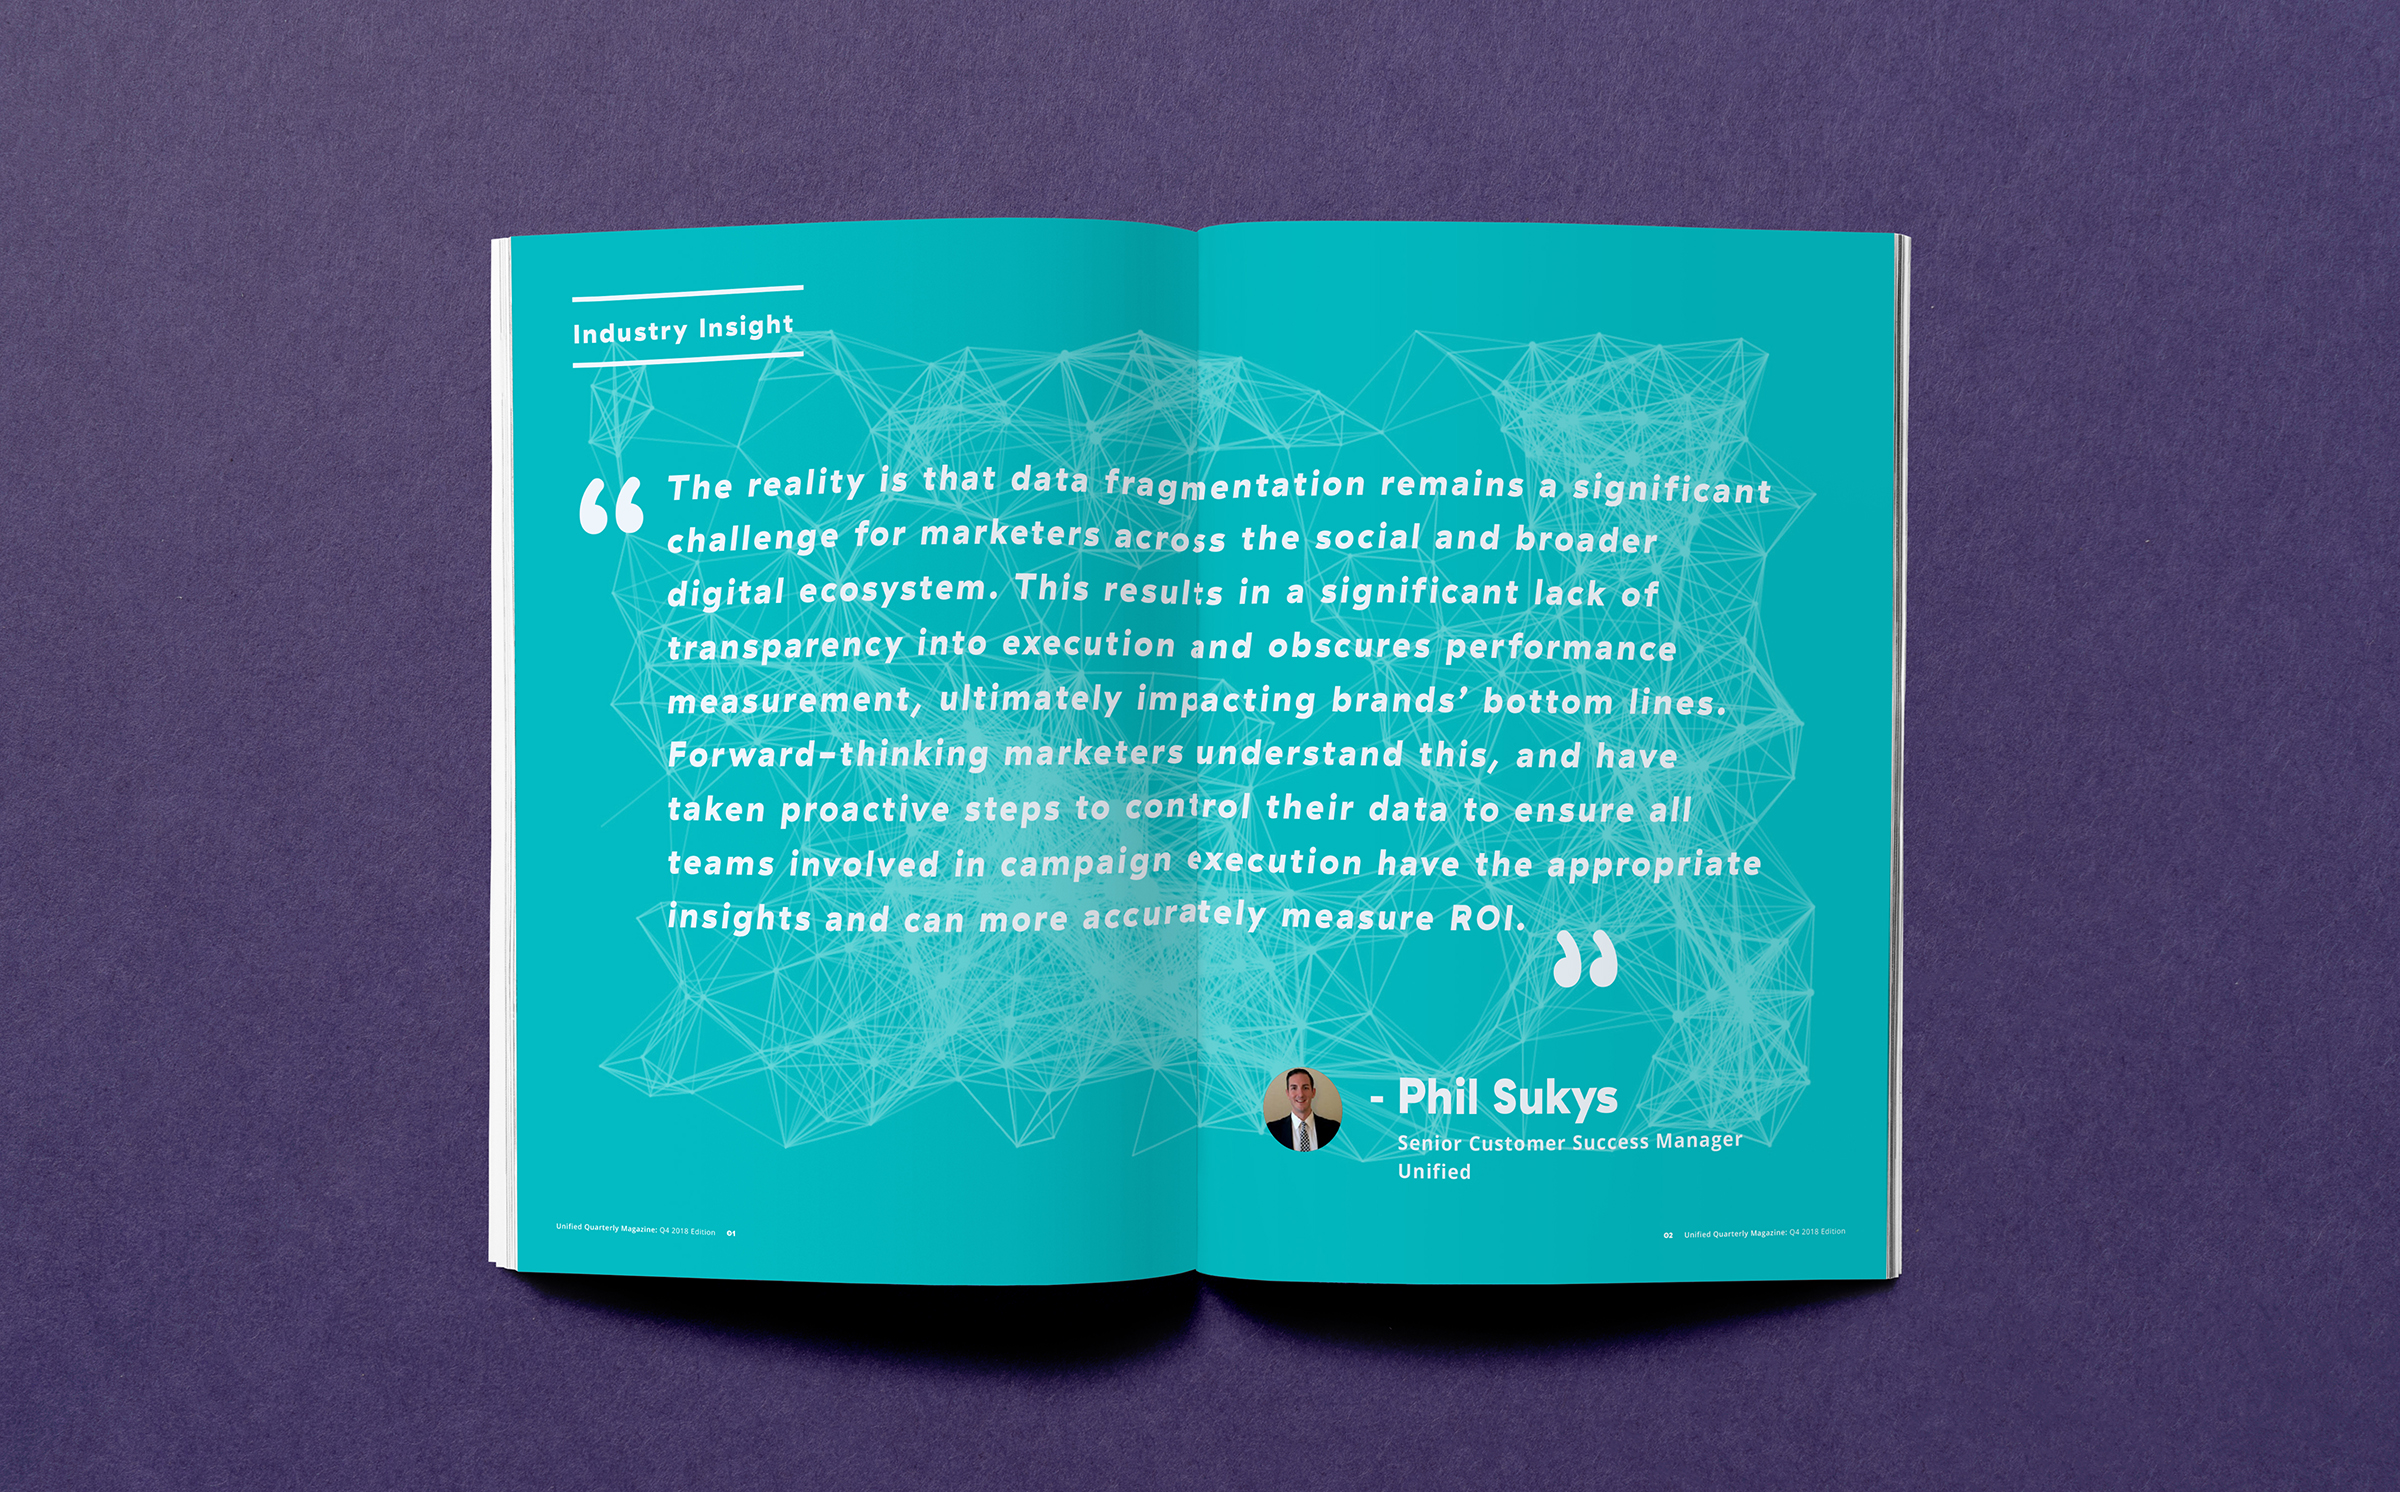 Industry Insight
“
The reality is that data fragmentation remains a significant
challenge for marketers across the social and broader
digital ecosystem. This results in a significant lack of
transparency into execution and obscures performance
measurement, ultimately impacting brands’ bottom lines.
Forward-thinking marketers understand this, and have
taken proactive steps to control their data to ensure all
teams involved in campaign execution have the appropriate
insights and can more accurately measure ROI.
”
- Phil Sukys
Senior Customer Success Manager
Unified
Unified Quarterly Magazine: Q4 2018 Edition 01
02 Unified Quarterly Magazine: Q4 2018 Edition